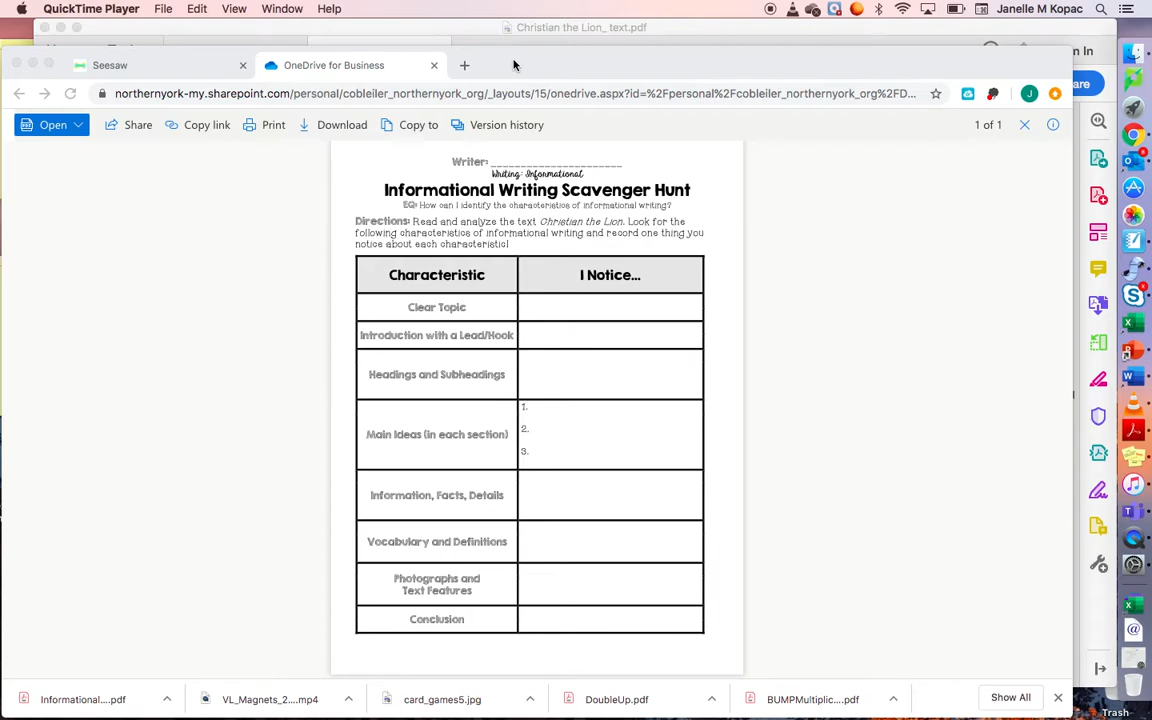 QuickTime Player File Edit View Window Help Janelle M Kopac
Christian the Lion_ text.pdf
Seesaw
OneDrive for Business
In
northernyork-my.sharepoint.com/personal/cobleiler_northernyork_org/_layouts/15/onedrive.aspx?id=%2Fpersonal%2Fcobleiler_northernyork_org%2FD...
J
are
Open Share Copy link Print Download Copy to Version history 1 of 1
Writer: ______________________
Writing: Informational
Informational Writing Scavenger Hunt
EQ: How can I identify the characteristics of informational writing?
Directions: Read and analyze the text Christian the Lion. Look for the
following characteristics of informational writing and record one thing you
notice about each characteristic!
Characteristic I Notice...
Clear Topic
Introduction with a Lead/Hook
Headings and Subheadings
Main Ideas (in each section)
1.
2.
3.
Information, Facts, Details
Vocabulary and Definitions
Photographs and
Text Features
Conclusion
Informational....pdf
VL_Magnets_2....mp4
card_games5.jpg
DoubleUp.pdf
BUMPMultiplic....pdf
Show All
Trash